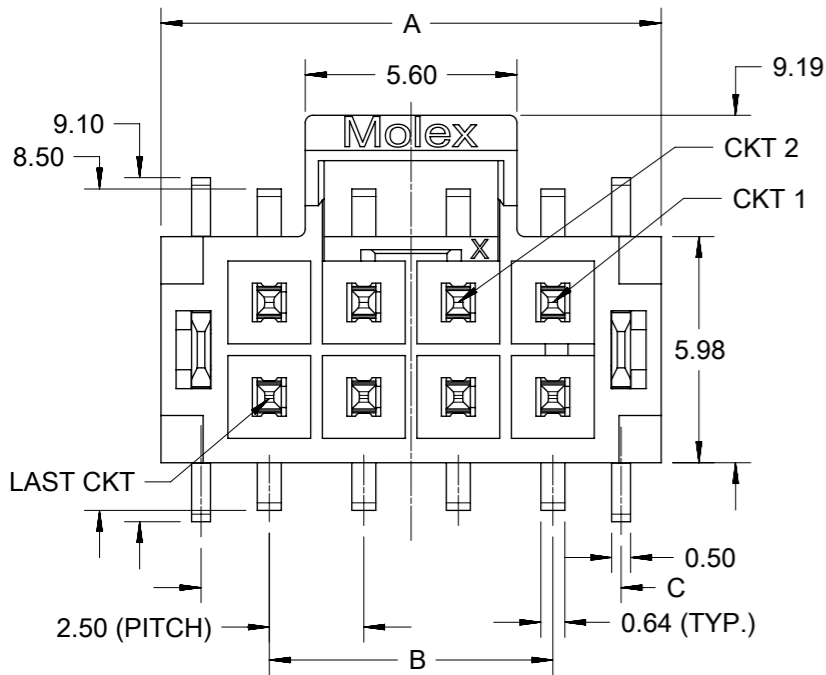 A
5.60
9.19
9.10
8.50
Molex
CKT 2
CKT 1
X
5.98
LAST CKT
0.50
C
2.50 (PITCH)
0.64 (TYP.)
B